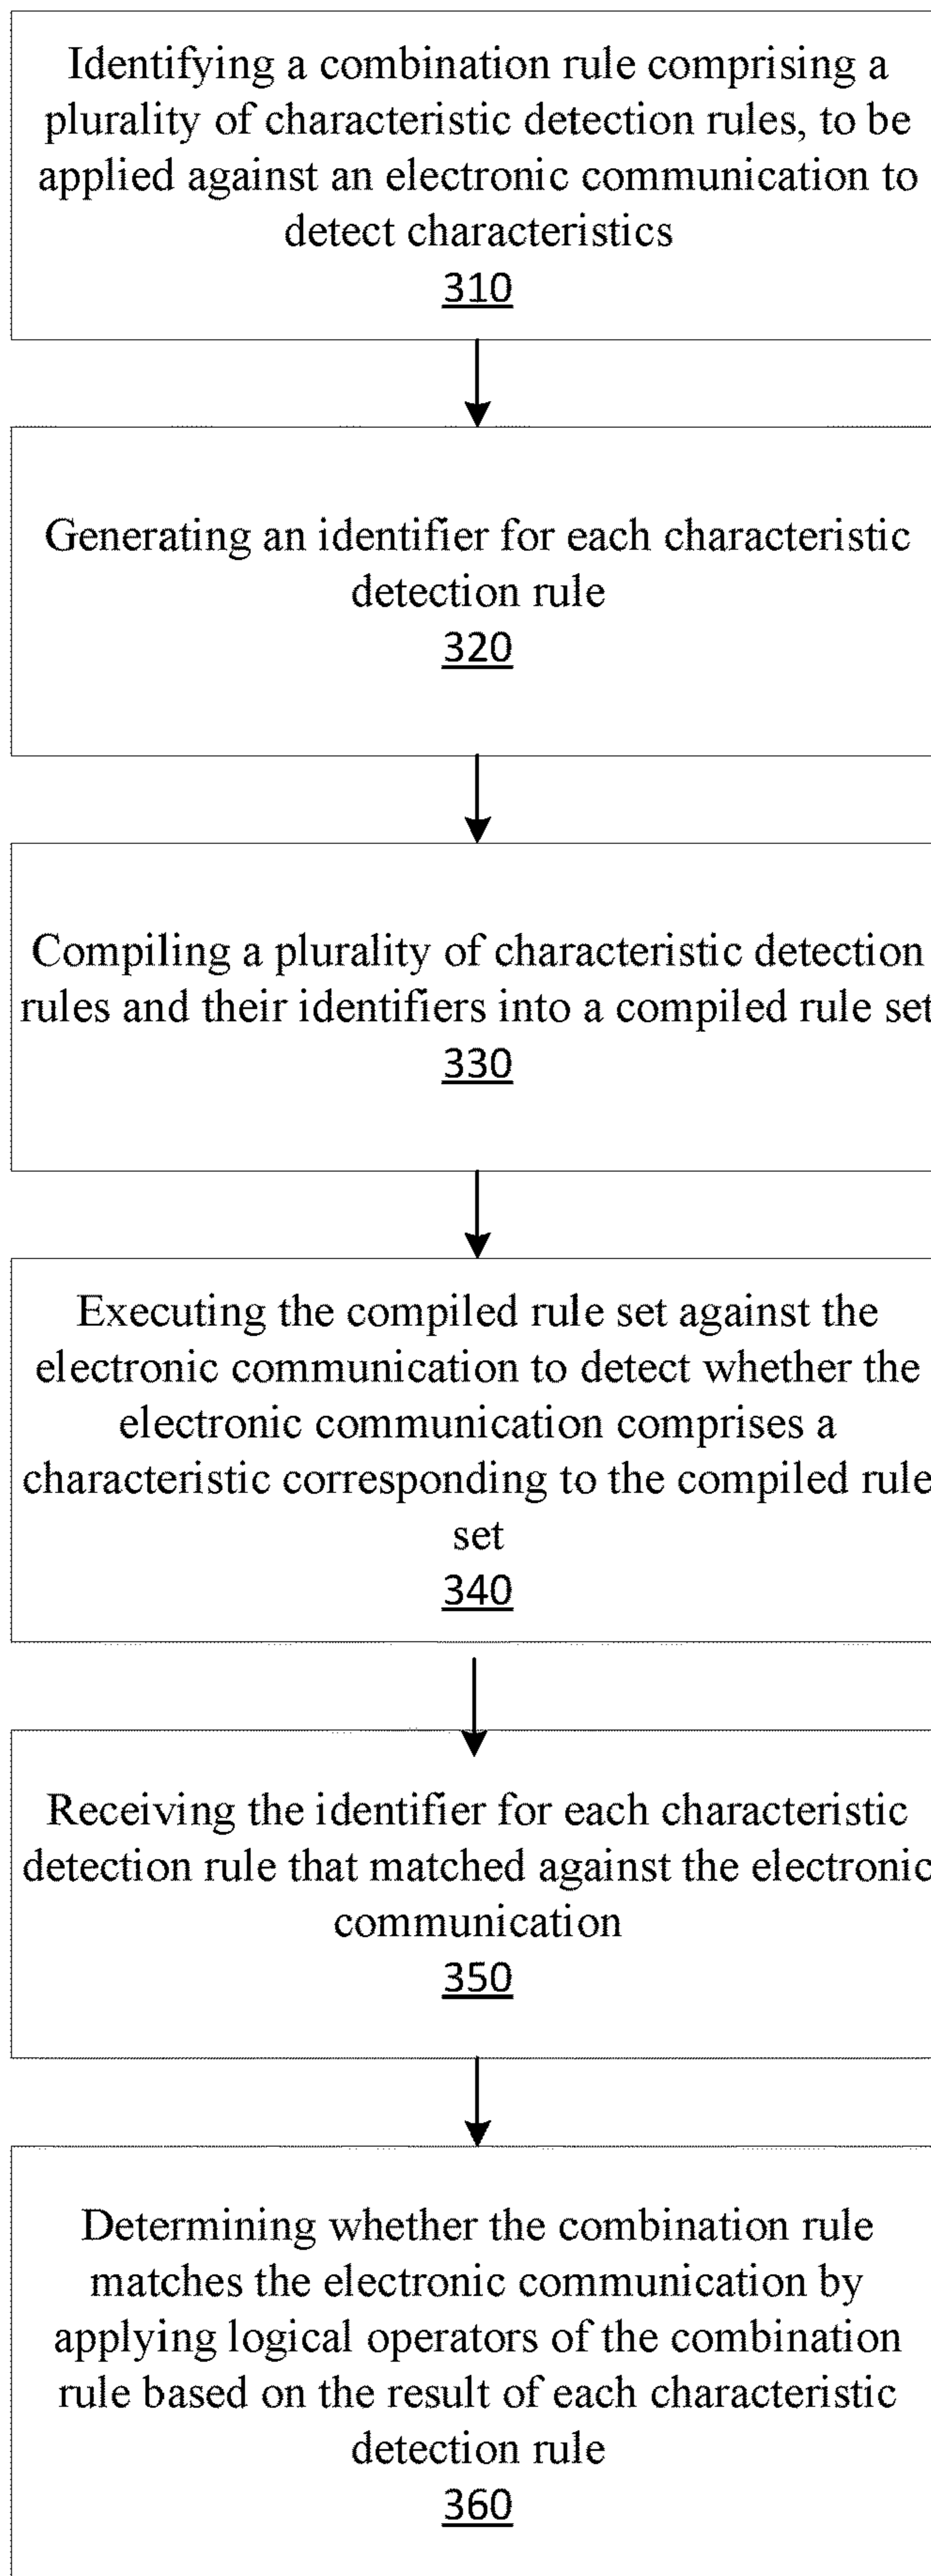 Identifying a combination rule comprising a
plurality of characteristic detection rules, to be
applied against an electronic communication to
detect characteristics
310
Generating an identifier for each characteristic
detection rule
320
Compiling a plurality of characteristic detection
rules and their identifiers into a compiled rule set
330
Executing the compiled rule set against the
electronic communication to detect whether the
electronic communication comprises a
characteristic corresponding to the compiled rule
set
340
Receiving the identifier for each characteristic
detection rule that matched against the electronic
communication
350
Determining whether the combination rule
matches the electronic communication by
applying logical operators of the combination
rule based on the result of each characteristic
detection rule
360